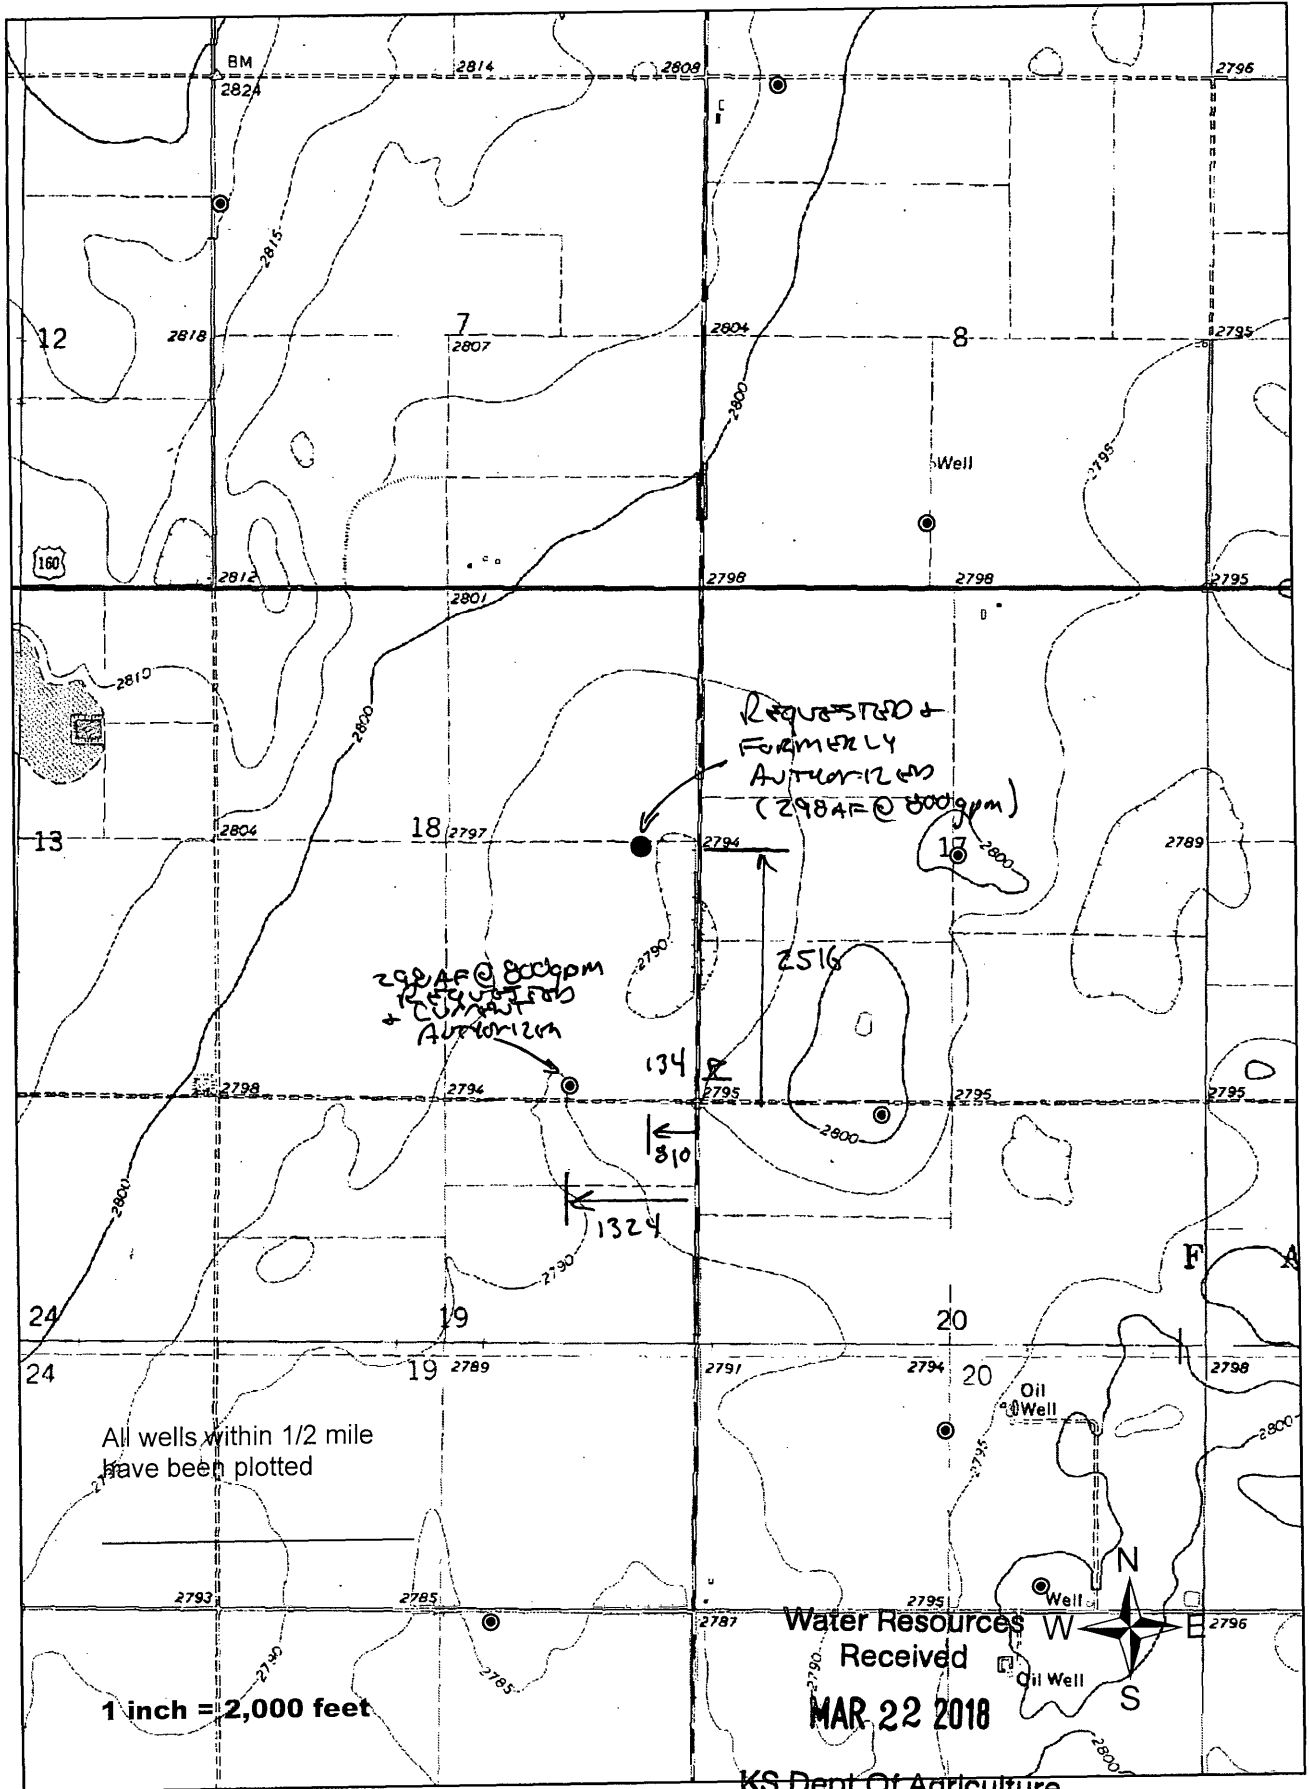 BM
2824
2814
2808
2796
2815
12
2818
7
2807
2804
8
2795
2800
Well
2795
160
2812
2801
2798
2798
2795
2810
2800
REQUESTED &
FORMERLY
AUTHORIZED
(298AF @ 800gpm)
13
2804
18
2797
2794
17
2800
2789
2790
2516
298AF @ 800gpm
REQUESTED
& CURRENT
AUTHORIZED
134
2798
2794
2795
2795
2795
2800
810
2800
1324
2790
F A
24
19
20
24
19
2789
2791
2794
20
2798
Oil
Well
2800
2795
All wells within 1/2 mile
have been plotted
N
2793
2785
2795
Well
2787
Water Resources
W E
2796
Received
2790
2785
2790
Oil Well
S
1 inch = 2,000 feet
MAR 22 2018
2800
KS Dept Of Agriculture